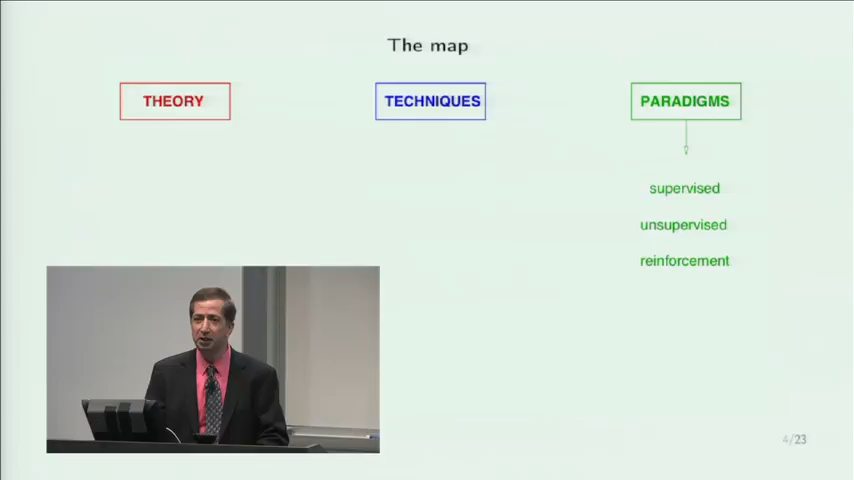 The map
THEORY
TECHNIQUES
PARADIGMS
supervised
unsupervised
reinforcement
4/23